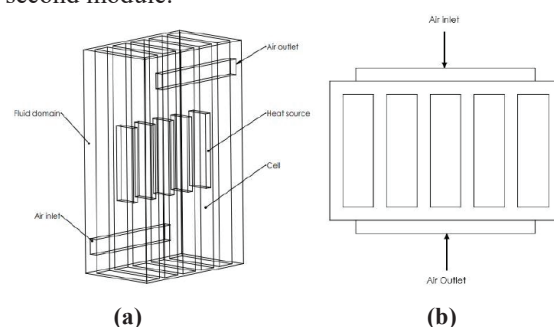 second module.
Air outlet
Fluid domain
Heat source
Cell
Air inlet
(a)
Air inlet
Air Outlet
(b)